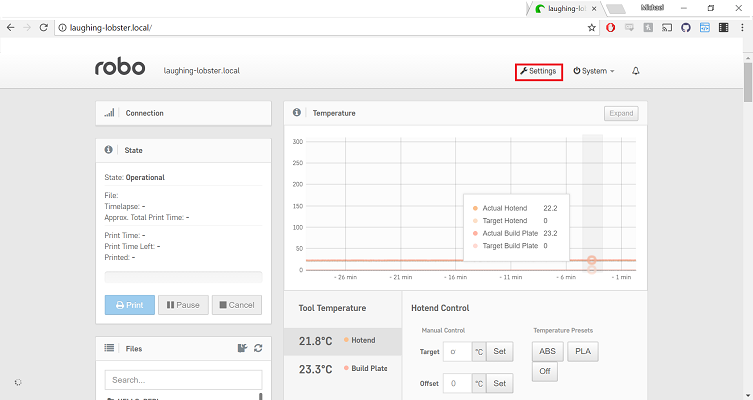 Michael
laughing-lob
laughing-lobster.local/
robo
laughing-lobster.local
Settings
System
Connection
State
State: Operational
File:
Timelapse: -
Approx. Total Print Time: -
Print Time: -
Print Time Left: -
Printed: -
Print
Pause
Cancel
Files
Search...
Temperature
Expand
300
250
200
150
100
50
0
- 26 min
- 21 min
- 16 min
- 11 min
- 6 min
- 1 min
Actual Hotend 22.2
Target Hotend 0
Actual Build Plate 23.2
Target Build Plate 0
Tool Temperature
21.8°C Hotend
23.3°C Build Plate
Hotend Control
Manual Control
Target 0 °C Set
Offset 0 °C Set
Temperature Presets
ABS
PLA
Off